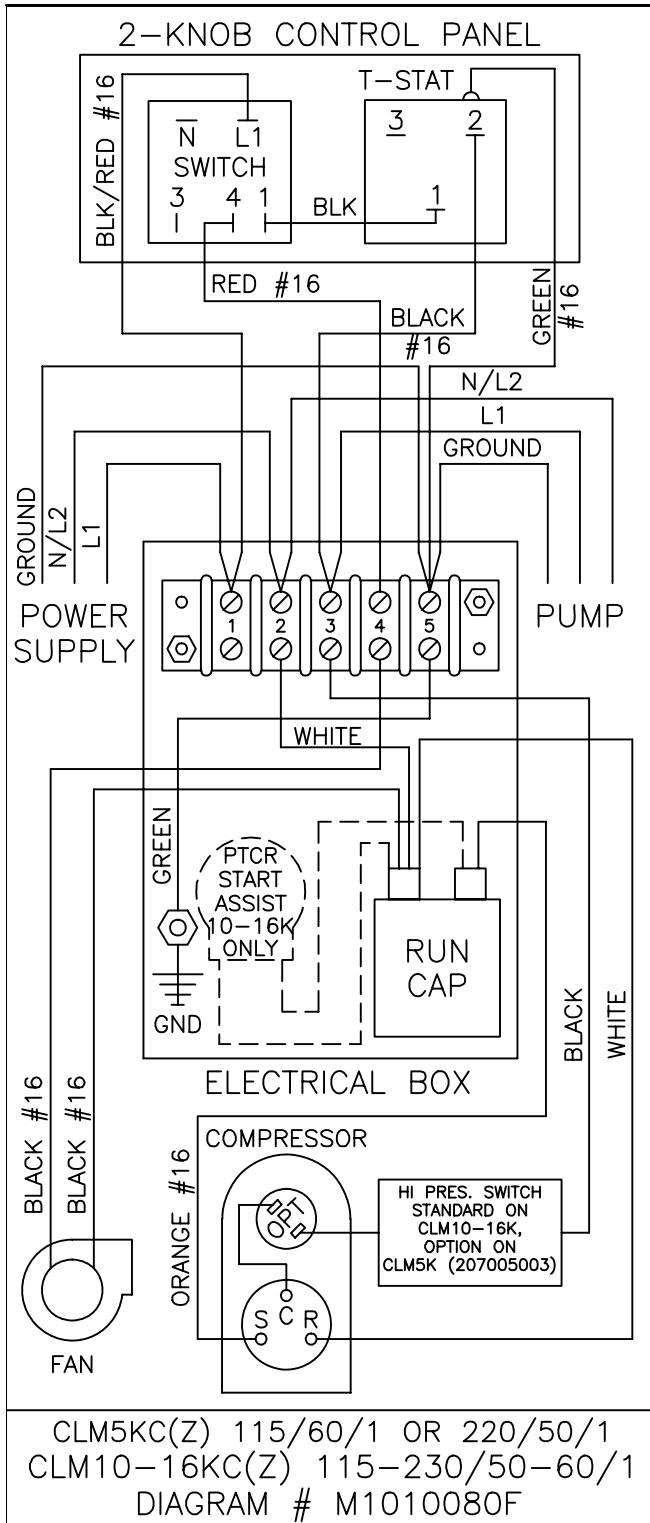 2-KNOB CONTROL PANEL
BLK/RED #16
T-STAT
N L1
SWITCH
3 4 1
3 2
1
BLK
RED #16
BLACK
#16
GREEN
#16
N/L2
L1
GROUND
GROUND
N/L2
L1
POWER
SUPPLY
PUMP
1 2 3 4 5
WHITE
GREEN
PTCR
START
ASSIST
10-16K
ONLY
RUN
CAP
GND
BLACK
WHITE
ELECTRICAL BOX
BLACK #16
BLACK #16
ORANGE #16
COMPRESSOR
OPT
S C R
HI PRES. SWITCH
STANDARD ON
CLM10-16K,
OPTION ON
CLM5K (207005003)
FAN
CLM5KC(Z) 115/60/1 OR 220/50/1
CLM10-16KC(Z) 115-230/50-60/1
DIAGRAM # M1010080F